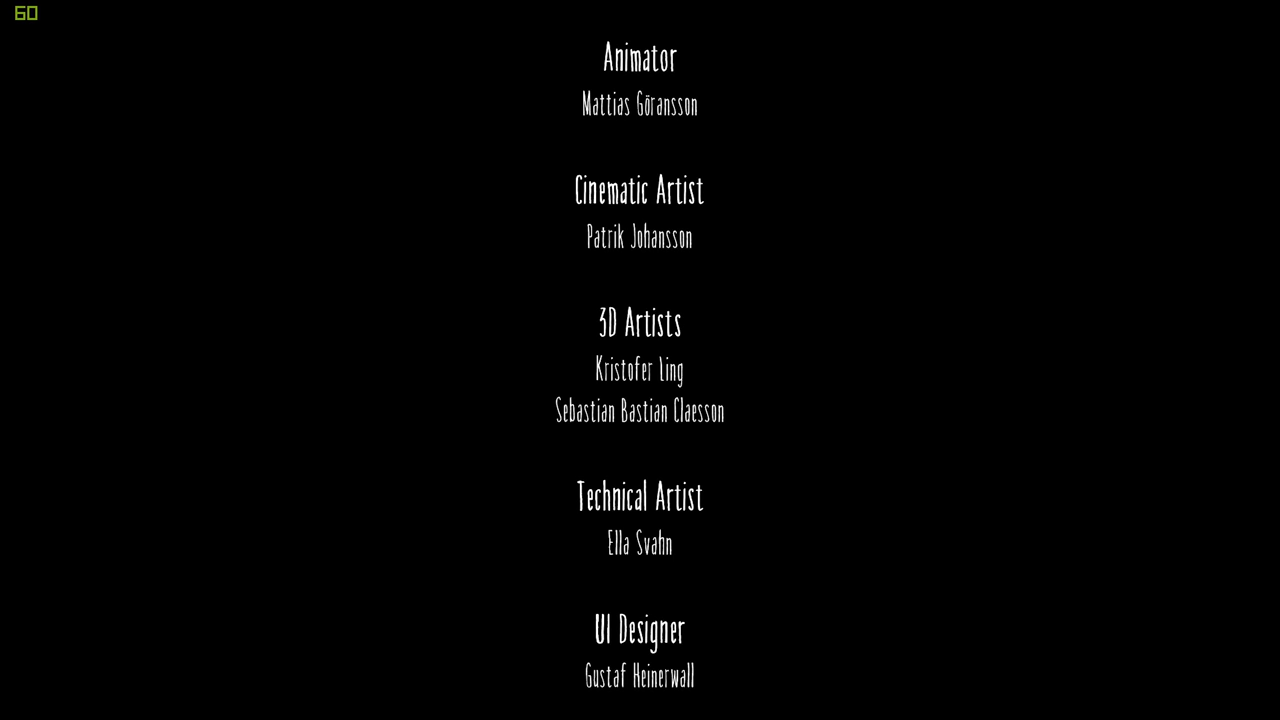 60
Animator
Mattias Göransson
Cinematic Artist
Patrik Johansson
3D Artists
Kristofer Ling
Sebastian Bastian Claesson
Technical Artist
Ella Svahn
UI Designer
Gustaf Heinerwall